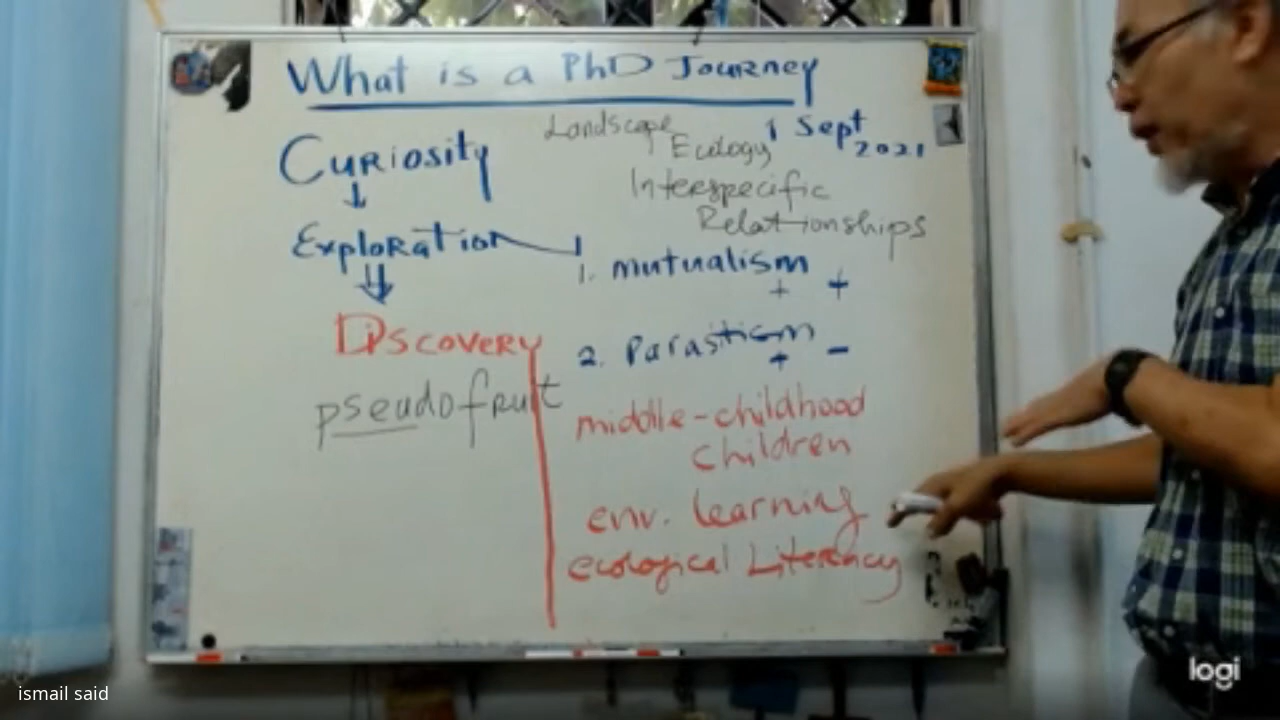 What is a PhD Journey
1 Sept
2021
Landscape
Ecology
Interspecific
Relationships
Curiosity
Exploration
Discovery
pseudofruit
1. mutualism
+ +
2. Parastism
+ -
middle-childhood
children
env. learning
ecological Literacy
logi
ismail said